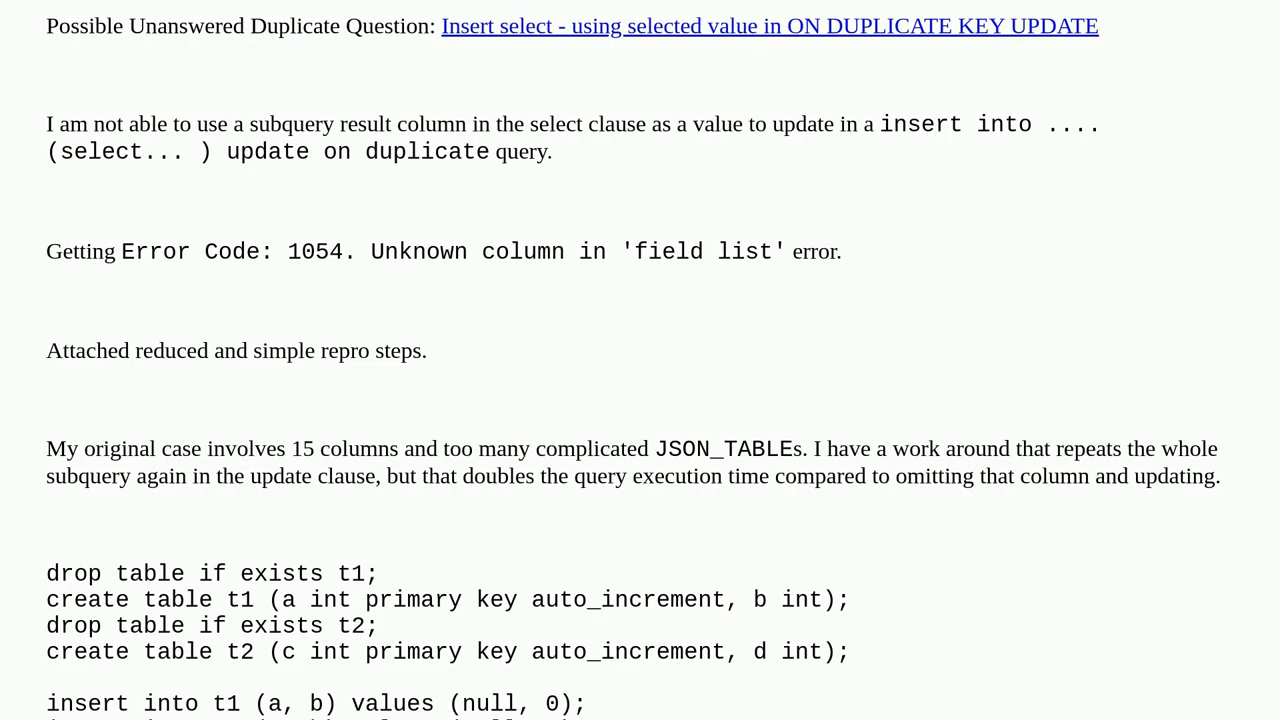 Possible Unanswered Duplicate Question: Insert select - using selected value in ON DUPLICATE KEY UPDATE
I am not able to use a subquery result column in the select clause as a value to update in a insert into ....
(select... ) update on duplicate query.
Getting Error Code: 1054. Unknown column in 'field list' error.
Attached reduced and simple repro steps.
My original case involves 15 columns and too many complicated JSON_TABLEs. I have a work around that repeats the whole
subquery again in the update clause, but that doubles the query execution time compared to omitting that column and updating.
drop table if exists t1;
create table t1 (a int primary key auto_increment, b int);
drop table if exists t2;
create table t2 (c int primary key auto_increment, d int);
insert into t1 (a, b) values (null, 0);